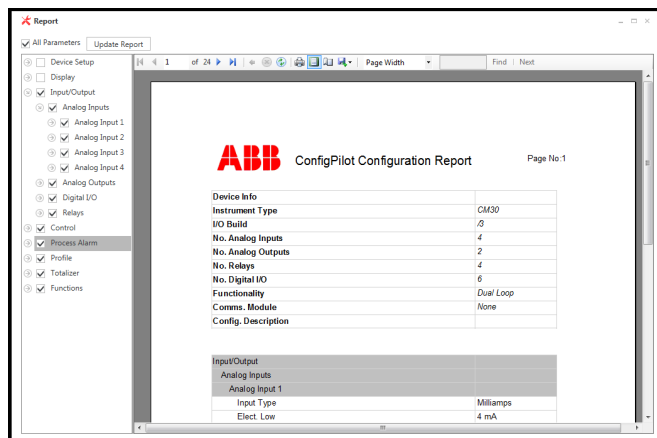 Report
All Parameters Update Report
1 of 24 Page Width Find Next
Device Setup
Display
Input/Output
Analog Inputs
Analog Input 1
Analog Input 2
Analog Input 3
Analog Input 4
Analog Outputs
Digital I/O
Relays
Control
Process Alarm
Profile
Totalizer
Functions
ABB ConfigPilot Configuration Report Page No:1
Device Info
Instrument Type CM30
I/O Build /3
No. Analog Inputs 4
No. Analog Outputs 2
No. Relays 4
No. Digital I/O 6
Functionality Dual Loop
Comms. Module None
Config. Description
Input/Output
Analog Inputs
Analog Input 1
Input Type Milliamps
Elect. Low 4 mA